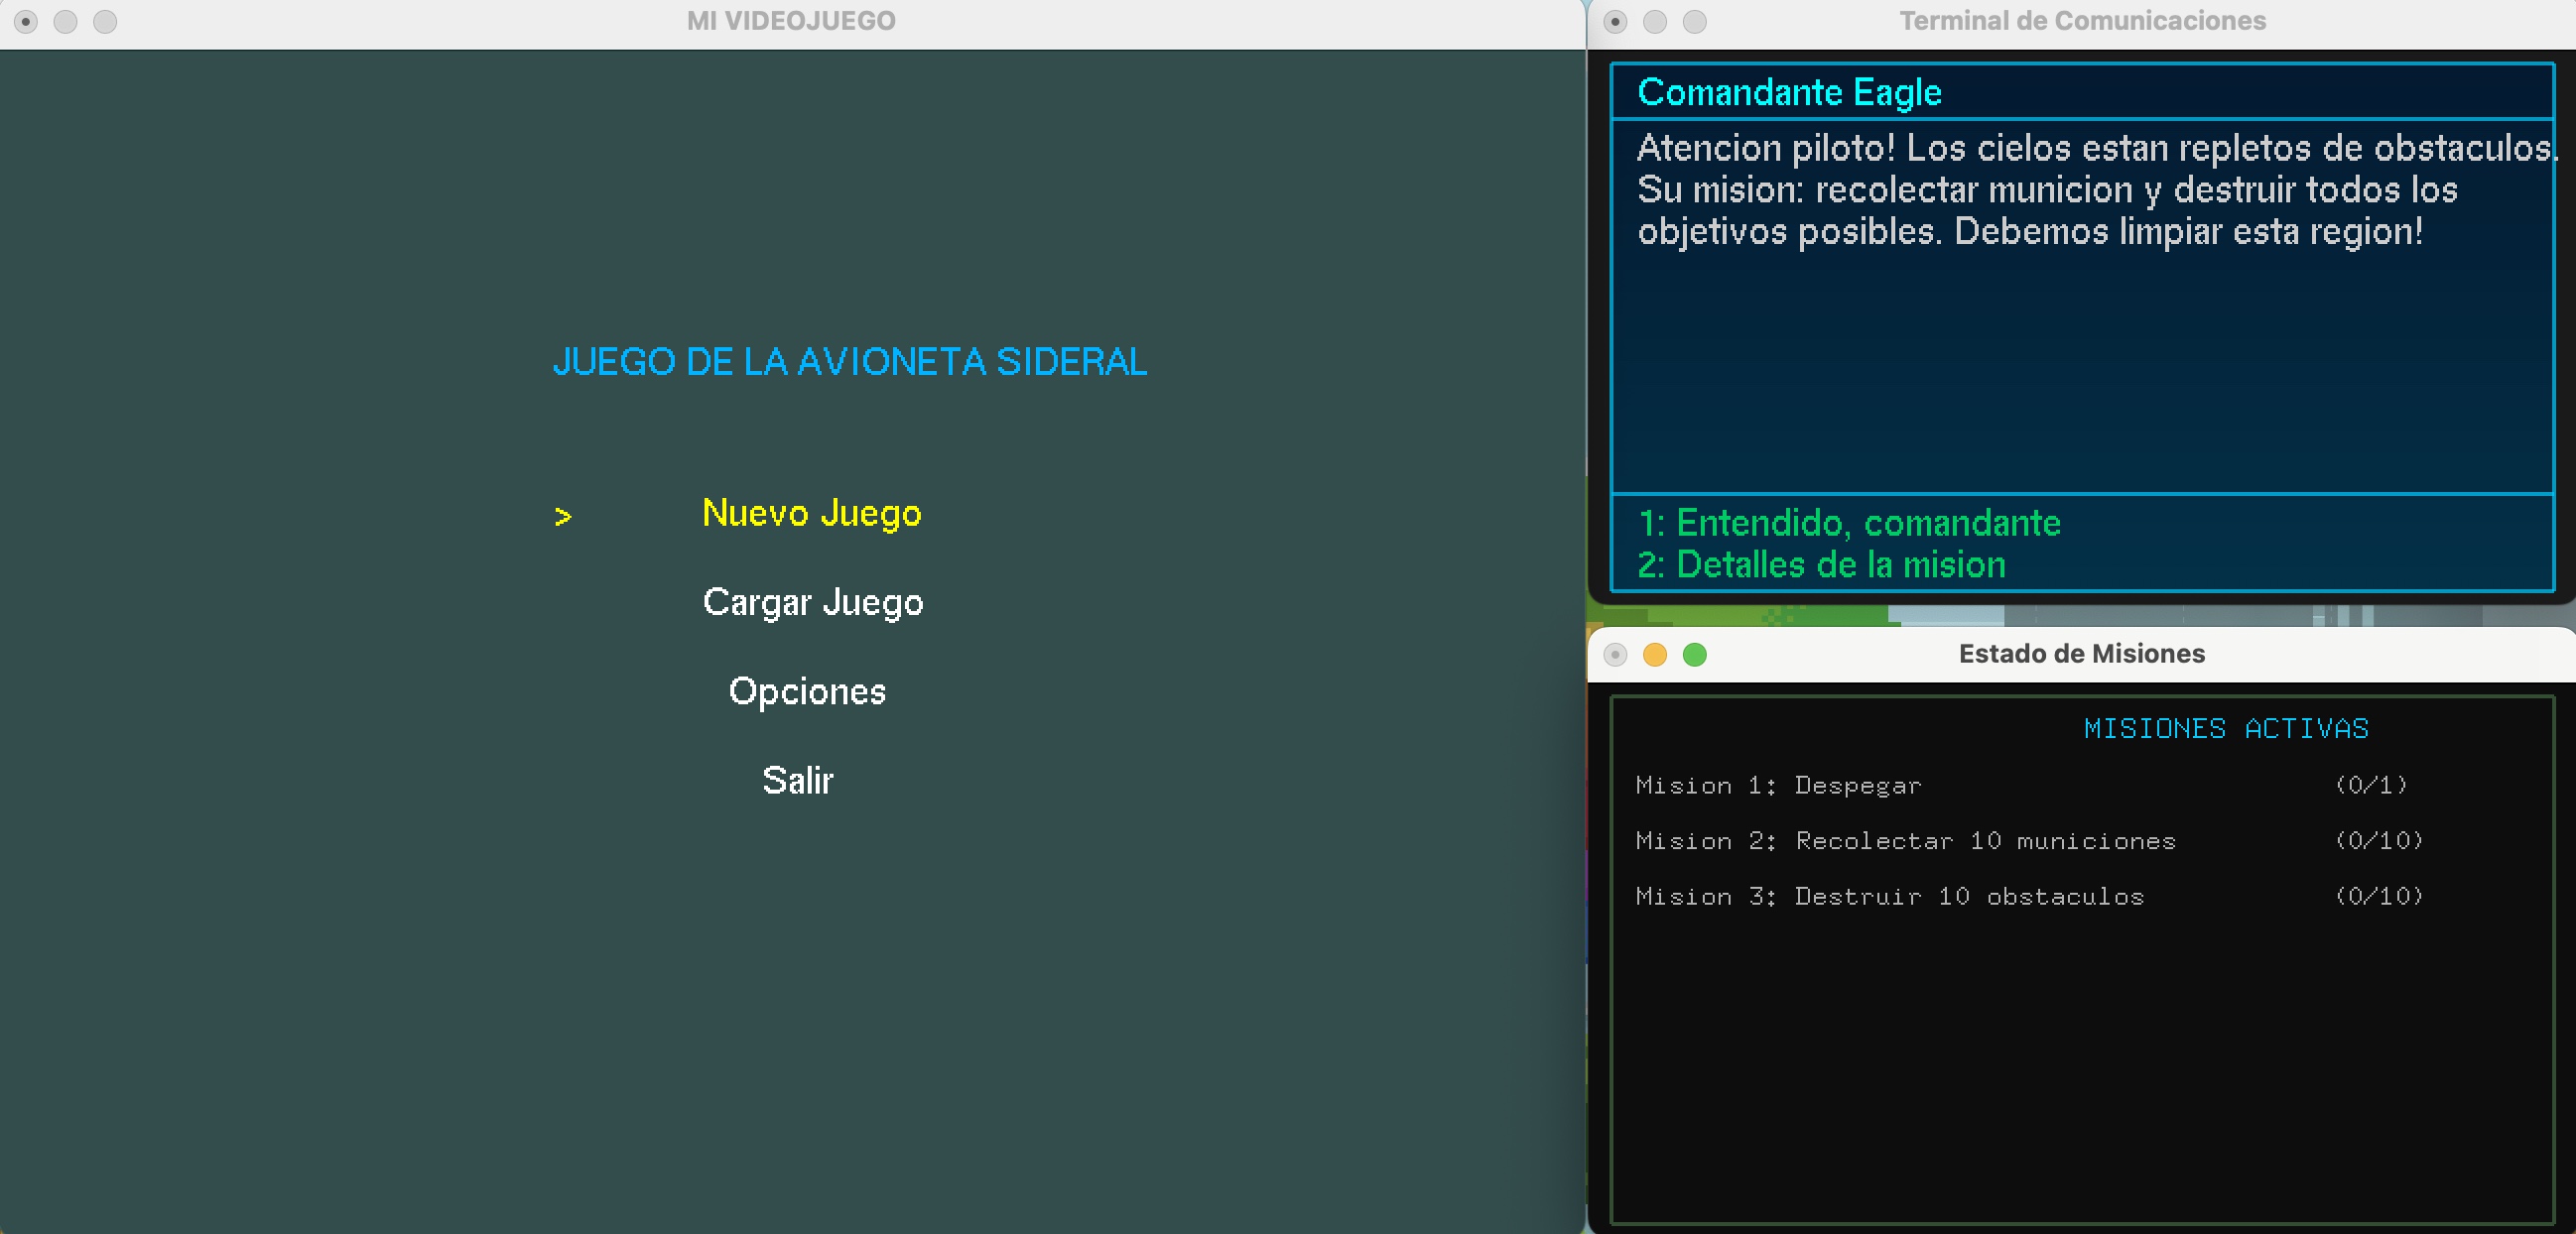 MI VIDEOJUEGO
JUEGO DE LA AVIONETA SIDERAL
> Nuevo Juego
Cargar Juego
Opciones
Salir
Terminal de Comunicaciones
Comandante Eagle
Atencion piloto! Los cielos estan repletos de obstaculos.
Su mision: recolectar municion y destruir todos los
objetivos posibles. Debemos limpiar esta region!
1: Entendido, comandante
2: Detalles de la mision
Estado de Misiones
MISIONES ACTIVAS
Mision 1: Despegar (0/1)
Mision 2: Recolectar 10 municiones (0/10)
Mision 3: Destruir 10 obstaculos (0/10)